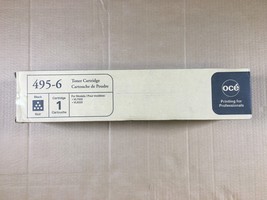 495-6
Toner Cartridge
Cartouche de Poudre
Black
Noir
Cartridge
1
Cartouche
océ
Printing for
Professionals